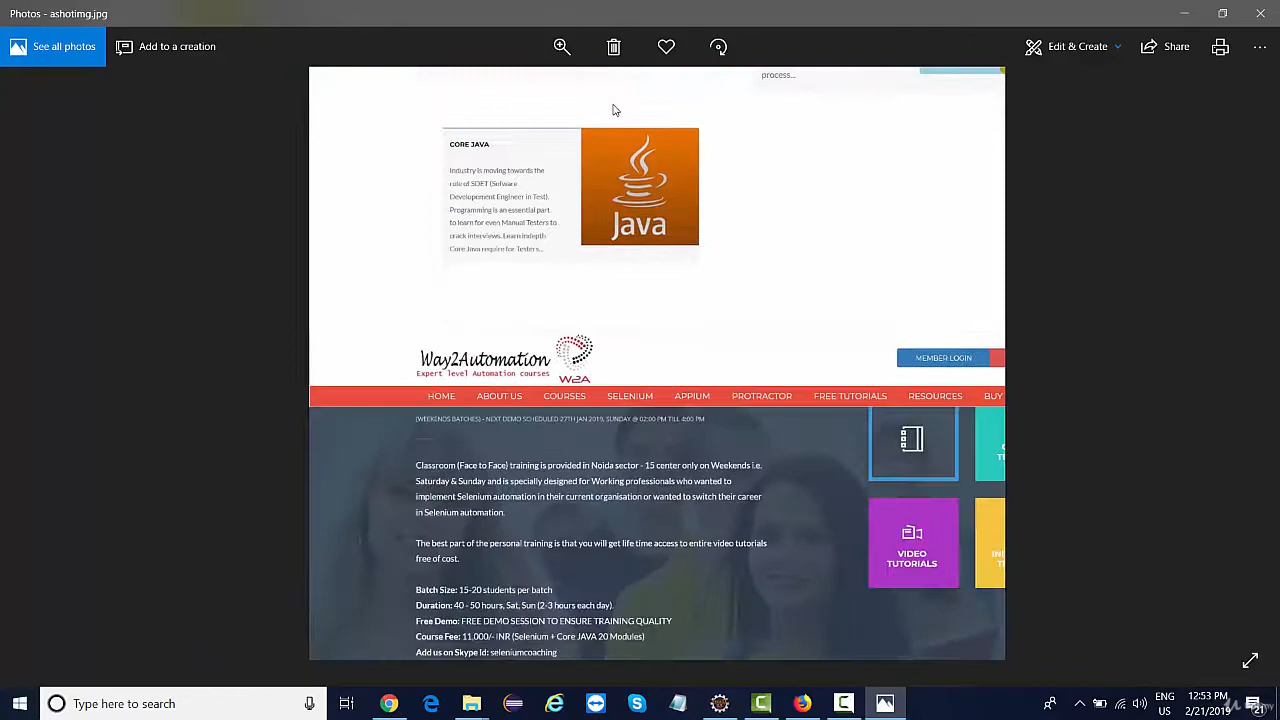 Photos - ashotimg.jpg
See all photos
Add to a creation
Edit & Create
Share
process...
CORE JAVA
Industry is moving towards the
role of SDET (Sofware
Developement Engineer in Test).
Programming is an essential part
to learn for even Manual Testers to
crack interviews. Learn indepth
Core Java require for Testers...
Java
Way2Automation
Expert level Automation courses
W2A
MEMBER LOGIN
HOME ABOUT US COURSES SELENIUM APPIUM PROTRACTOR FREE TUTORIALS RESOURCES BUY
(WEEKENDS BATCHES) - NEXT DEMO SCHEDULED 27TH JAN 2019, SUNDAY @ 02:00 PM TILL 4:00 PM
Classroom (Face to Face) training is provided in Noida sector - 15 center only on Weekends i.e.
Saturday & Sunday and is specially designed for Working professionals who wanted to
implement Selenium automation in their current organisation or wanted to switch their career
in Selenium automation.
The best part of the personal training is that you will get life time access to entire video tutorials
free of cost.
Batch Size: 15-20 students per batch
Duration: 40 - 50 hours, Sat, Sun (2-3 hours each day).
Free Demo: FREE DEMO SESSION TO ENSURE TRAINING QUALITY
Course Fee: 11,000/- INR (Selenium + Core JAVA 20 Modules)
Add us on Skype Id: seleniumcoaching
VIDEO
TUTORIALS
Type here to search
ENG
US
12:53 PM
2/21/2019